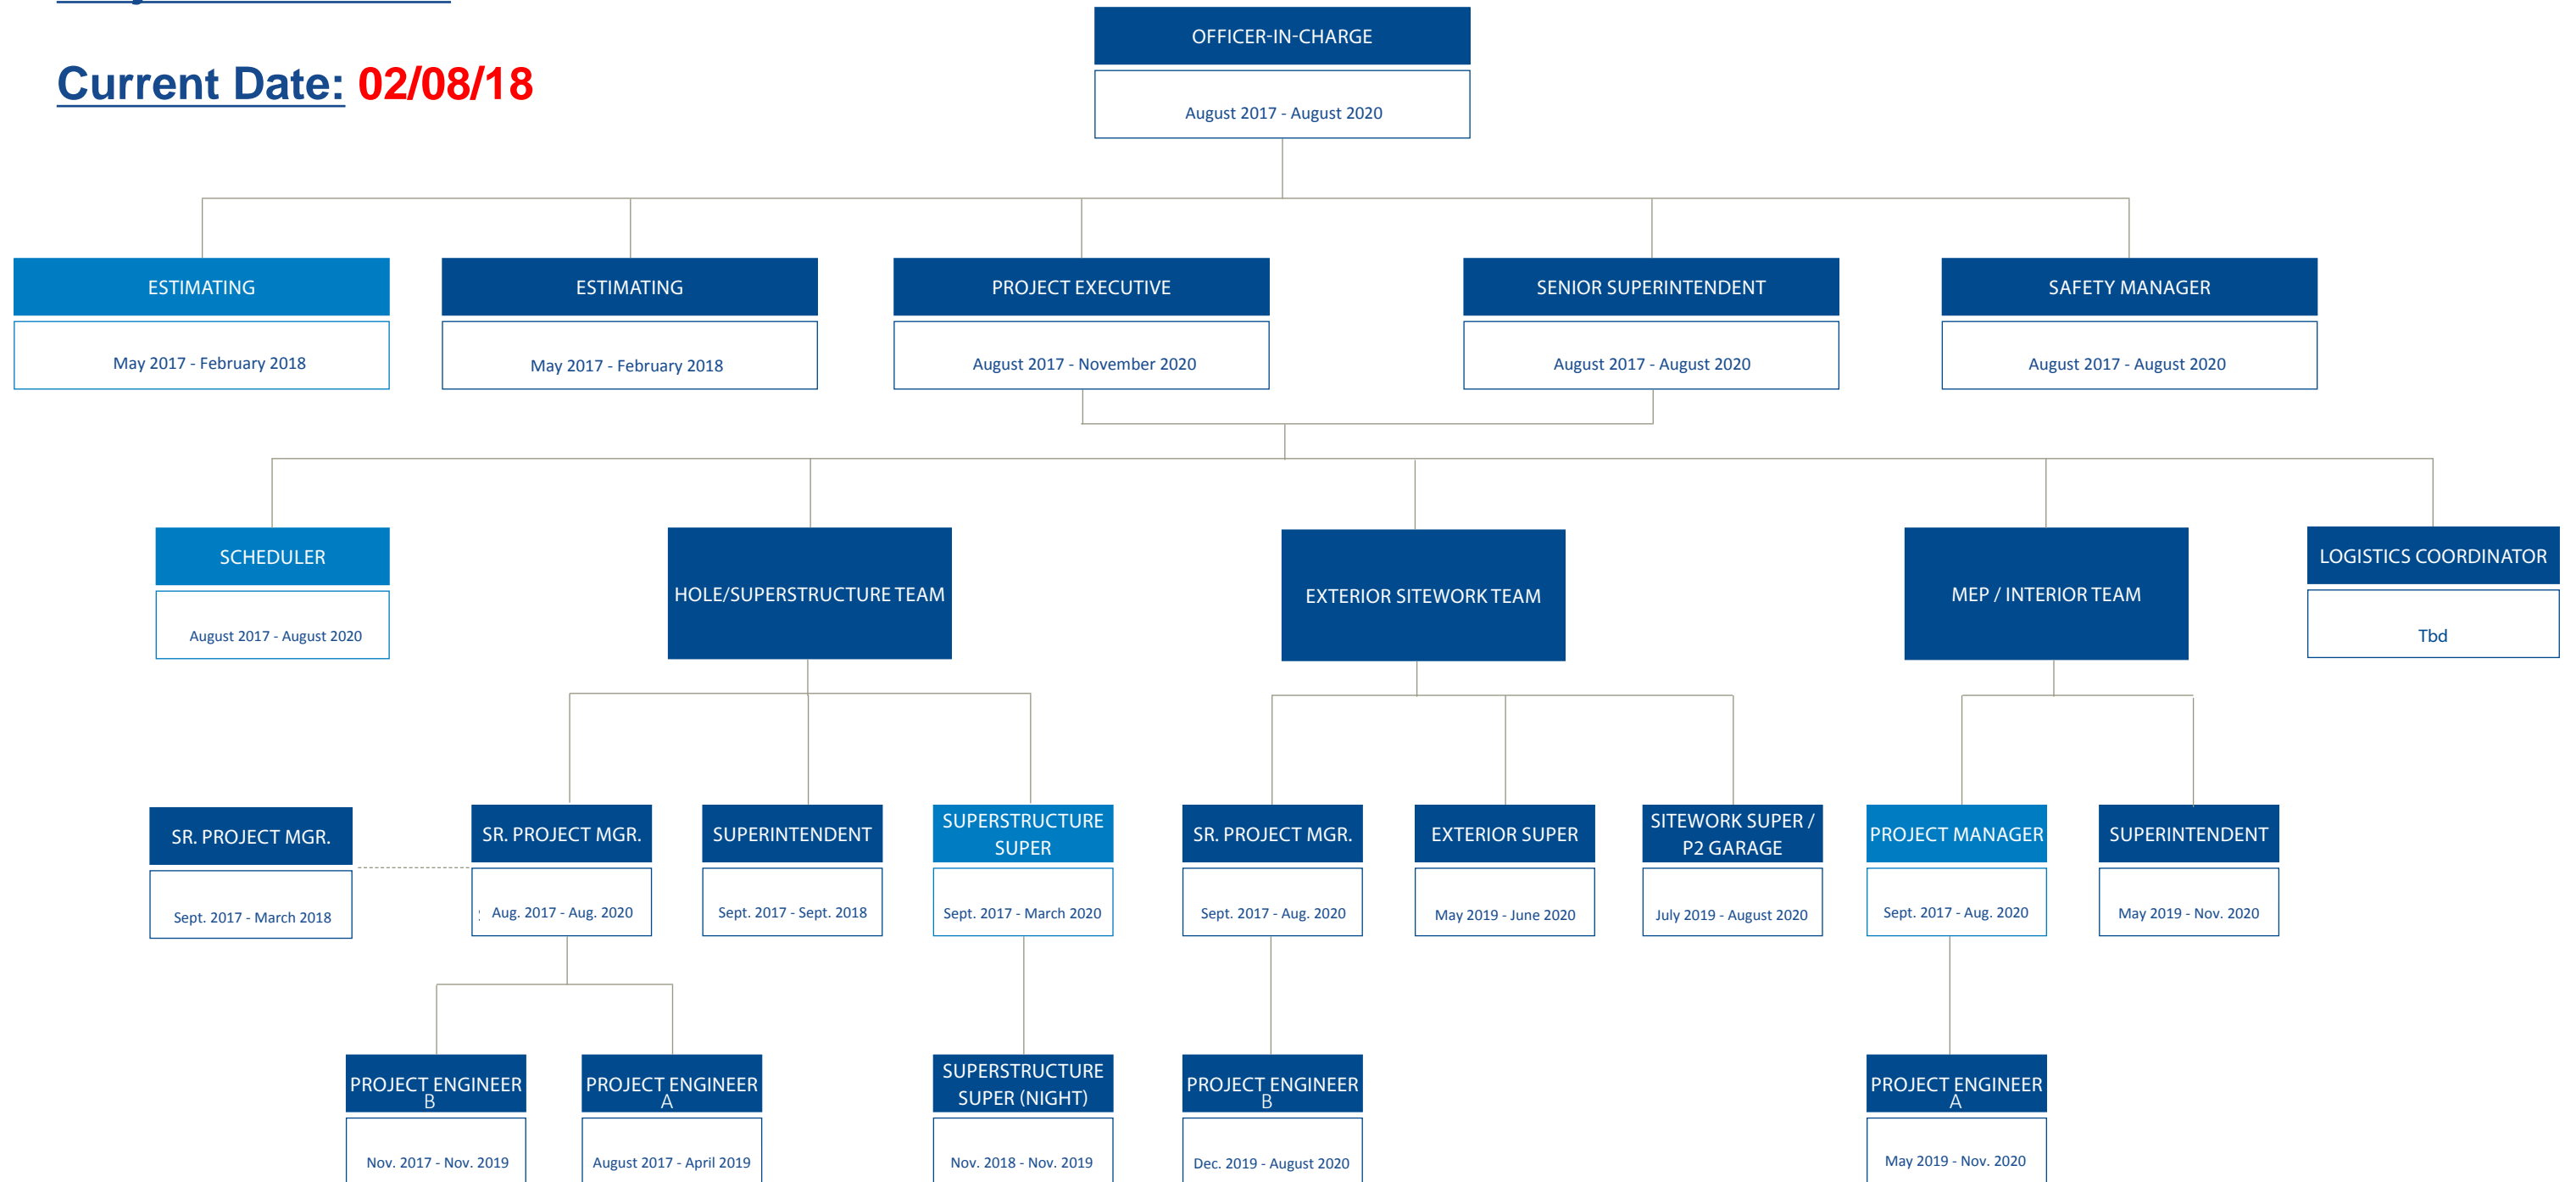 Current Date: 02/08/18
OFFICER-IN-CHARGE
August 2017 - August 2020
ESTIMATING
May 2017 - February 2018
ESTIMATING
May 2017 - February 2018
PROJECT EXECUTIVE
August 2017 - November 2020
SENIOR SUPERINTENDENT
August 2017 - August 2020
SAFETY MANAGER
August 2017 - August 2020
SCHEDULER
August 2017 - August 2020
HOLE/SUPERSTRUCTURE TEAM
EXTERIOR SITEWORK TEAM
MEP / INTERIOR TEAM
LOGISTICS COORDINATOR
Tbd
SR. PROJECT MGR.
Sept. 2017 - March 2018
SR. PROJECT MGR.
Aug. 2017 - Aug. 2020
SUPERINTENDENT
Sept. 2017 - Sept. 2018
SUPERSTRUCTURE
SUPER
Sept. 2017 - March 2020
SR. PROJECT MGR.
Sept. 2017 - Aug. 2020
EXTERIOR SUPER
May 2019 - June 2020
SITEWORK SUPER /
P2 GARAGE
July 2019 - August 2020
PROJECT MANAGER
Sept. 2017 - Aug. 2020
SUPERINTENDENT
May 2019 - Nov. 2020
PROJECT ENGINEER
B
Nov. 2017 - Nov. 2019
PROJECT ENGINEER
A
August 2017 - April 2019
SUPERSTRUCTURE
SUPER (NIGHT)
Nov. 2018 - Nov. 2019
PROJECT ENGINEER
B
Dec. 2019 - August 2020
PROJECT ENGINEER
A
May 2019 - Nov. 2020